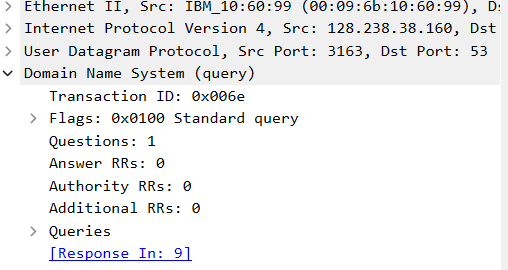 Ethernet II, Src: IBM_10:60:99 (00:09:6b:10:60:99),
Internet Protocol Version 4, Src: 128.238.38.160, Dst
User Datagram Protocol, Src Port: 3163, Dst Port: 53
Domain Name System (query)
Transaction ID: 0x006e
Flags: 0x0100 Standard query
Questions: 1
Answer RRs: 0
Authority RRs: 0
Additional RRs: 0
Queries
[Response In: 9]